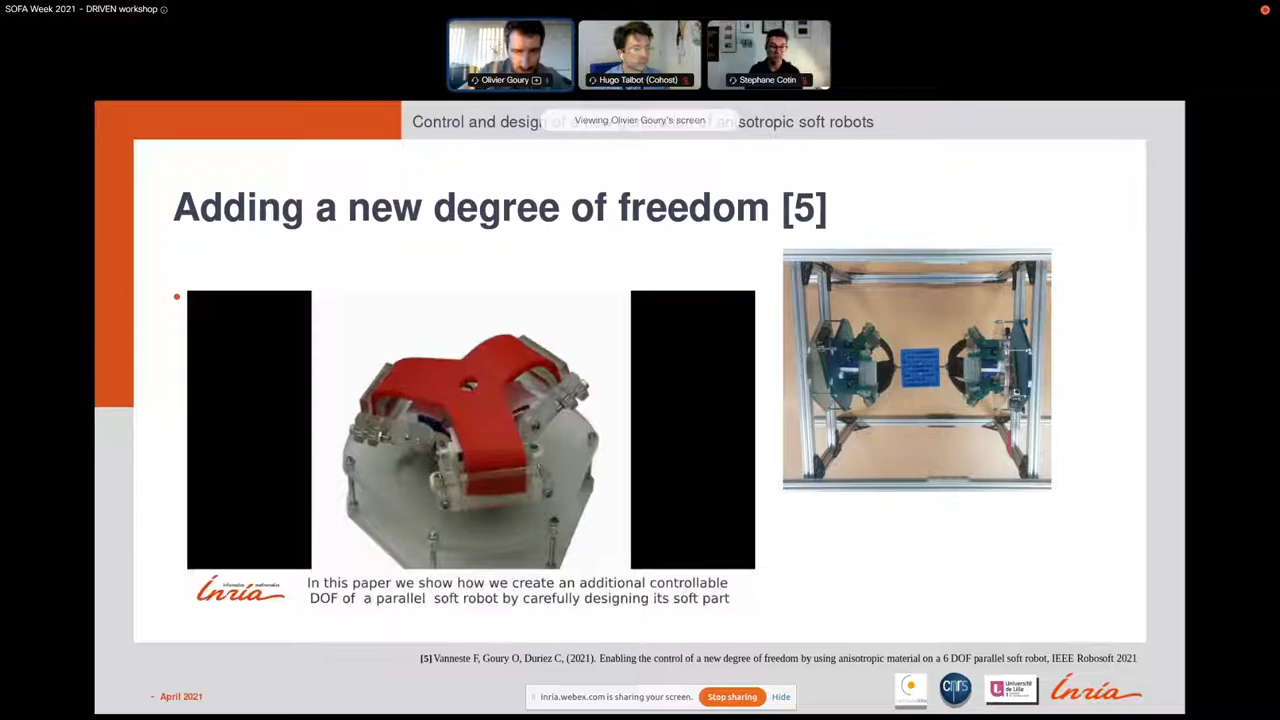 SOFA Week 2021 - DRIVEN workshop
Olivier Goury
Hugo Talbot (Cohost)
Stephane Cotin
Control and design of a new generation of anisotropic soft robots
Viewing Olivier Goury's screen
Adding a new degree of freedom [5]
informatics mathematics
Inria
In this paper we show how we create an additional controllable
DOF of a parallel soft robot by carefully designing its soft part
[5] Vanneste F, Goury O, Duriez C, (2021). Enabling the control of a new degree of freedom by using anisotropic material on a 6 DOF parallel soft robot, IEEE Robosoft 2021
- April 2021
inria.webex.com is sharing your screen.
Stop sharing
Hide
cnrs
Université
de Lille
Inria